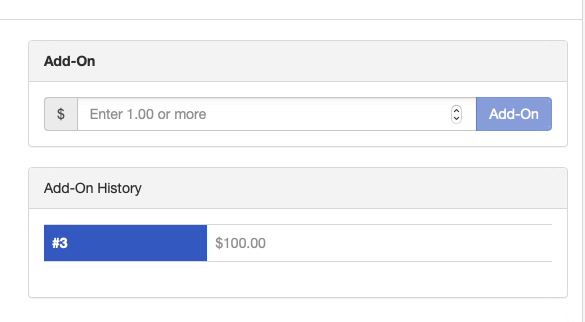 Add-On
$ Enter 1.00 or more Add-On
Add-On History
#3 $100.00